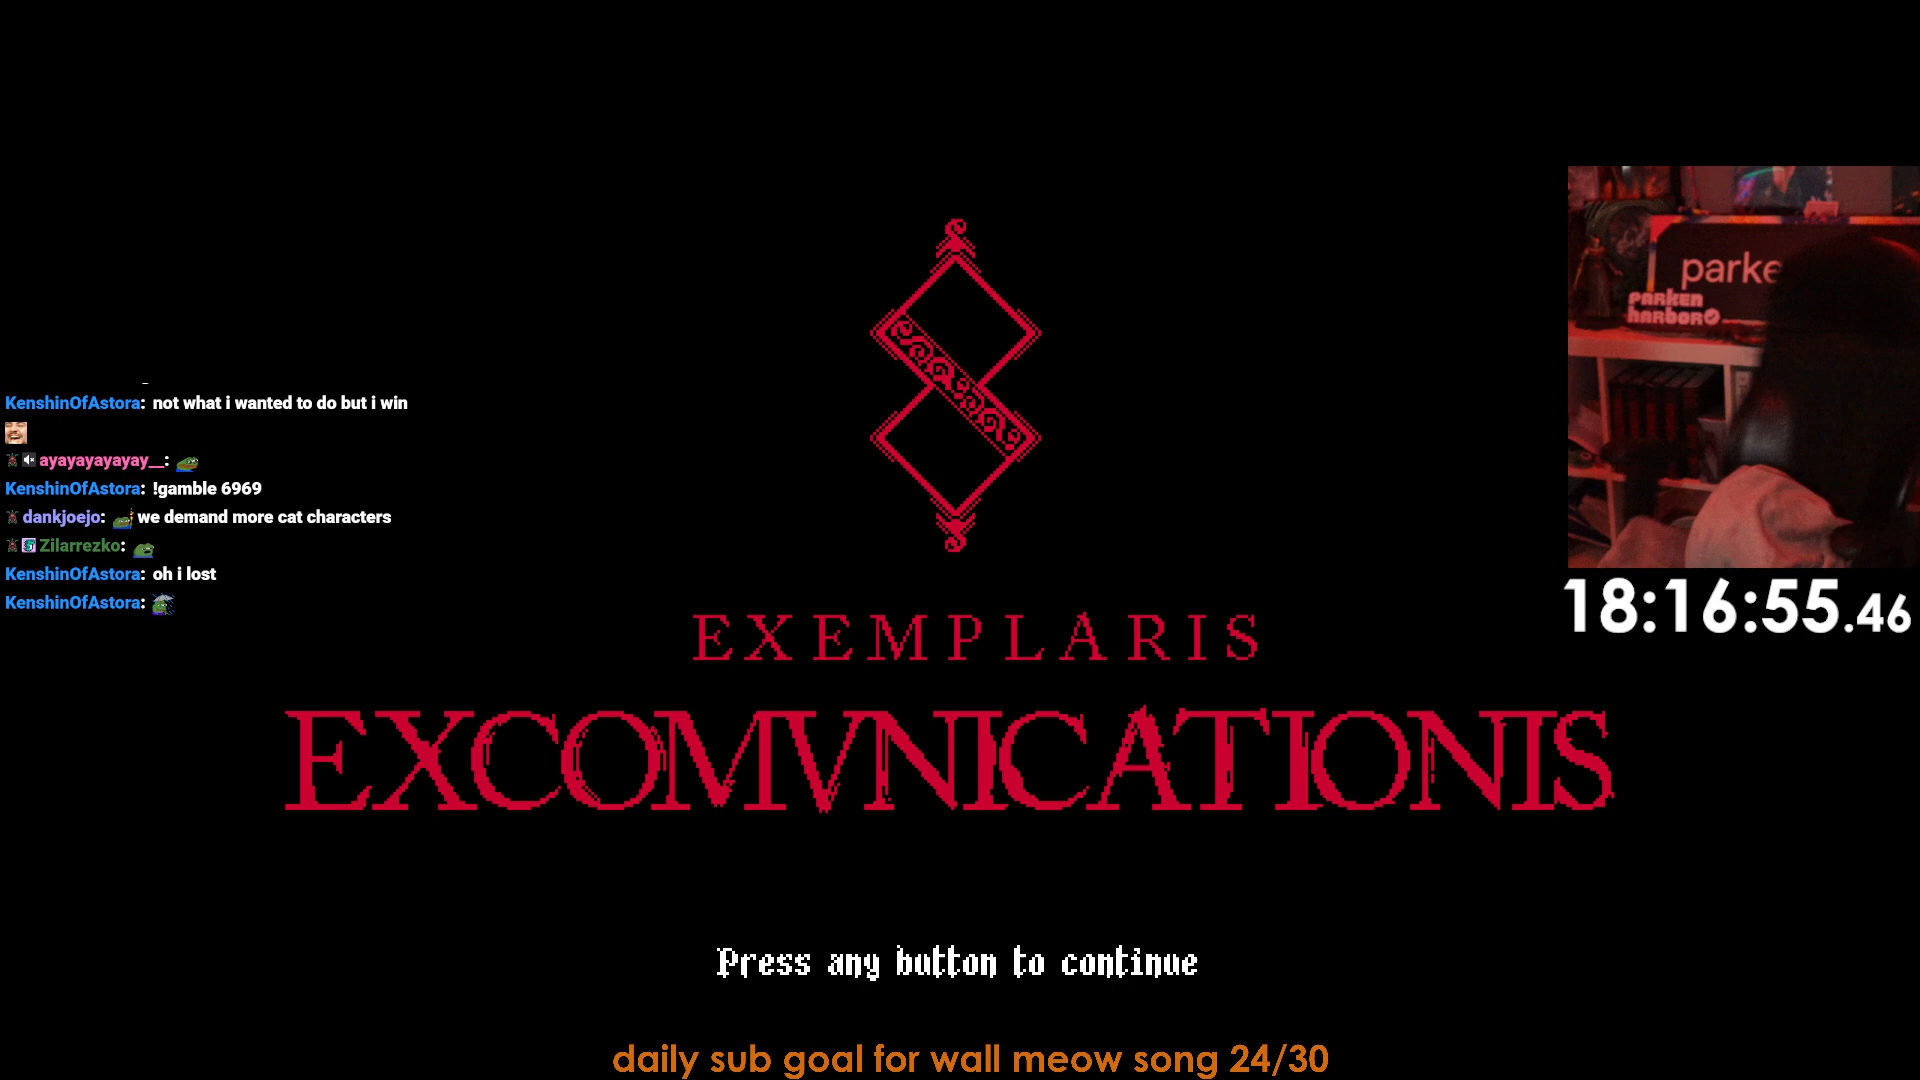 KenshinOfAstora: not what i wanted to do but i win
ayayayayayay__:
KenshinOfAstora: !gamble 6969
dankjoejo: we demand more cat characters
Zilarrezko:
KenshinOfAstora: oh i lost
KenshinOfAstora:
parke
PARKEN
HARBOR
18:16:55.46
EXEMPLARIS
EXCOMVNICATIONIS
Press any button to continue
daily sub goal for wall meow song 24/30